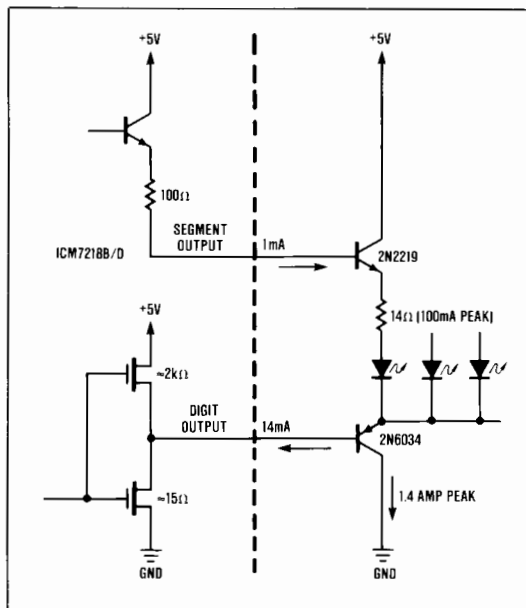 +5V
+5V
100Ω
SEGMENT
OUTPUT
ICM7218B/D
1mA
2N2219
+5V
14Ω (100mA PEAK)
≈2kΩ
DIGIT
OUTPUT
14mA
2N6034
≈15Ω
1.4 AMP PEAK
GND
GND